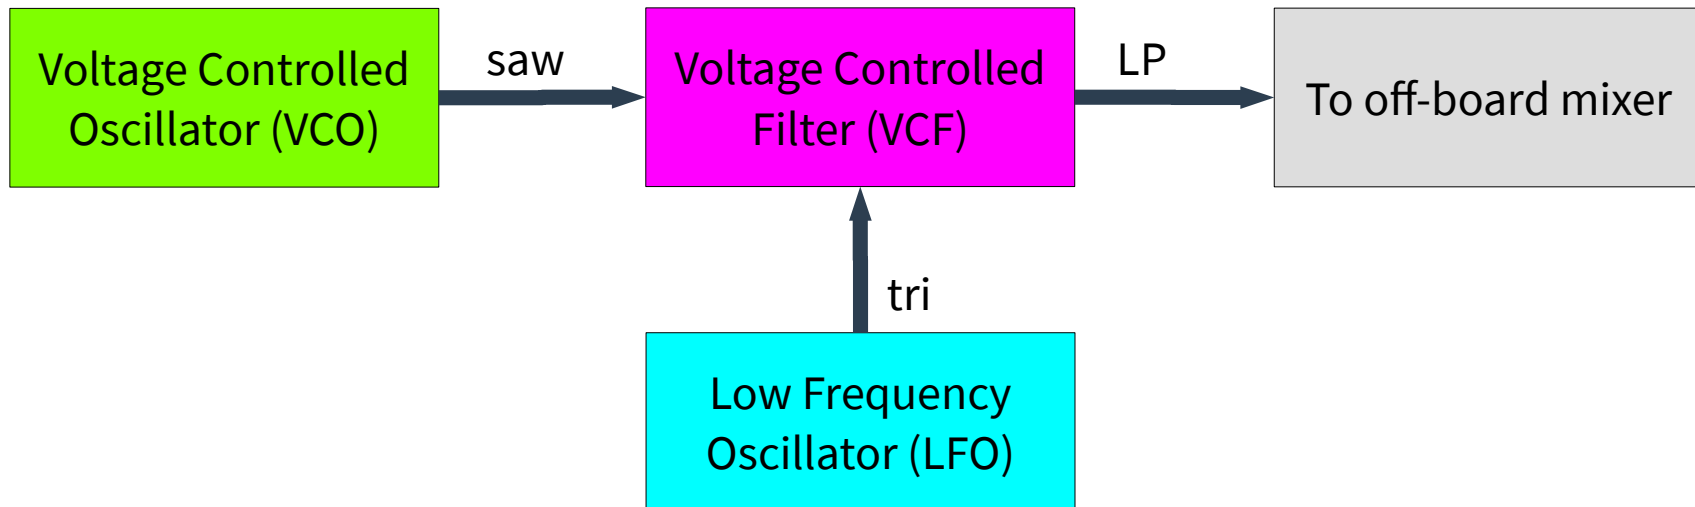 Voltage Controlled
Oscillator (VCO)
saw
Voltage Controlled
Filter (VCF)
LP
To off-board mixer
tri
Low Frequency
Oscillator (LFO)